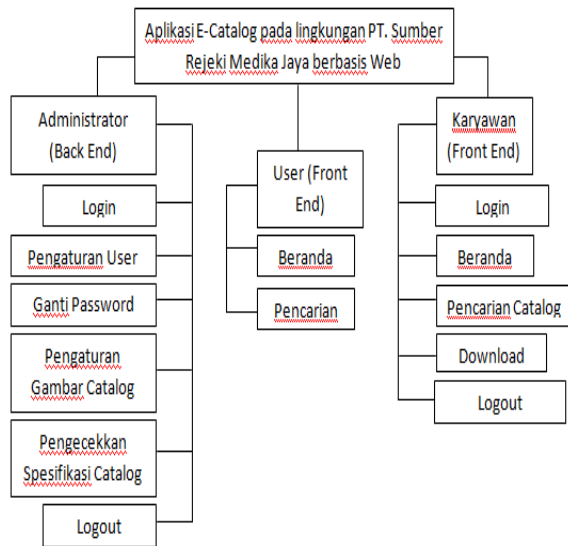 Aplikasi E-Catalog pada lingkungan PT. Sumber
Rejeki Medika Jaya berbasis Web
Administrator
(Back End)
Login
Pengaturan User
Ganti Password
Pengaturan
Gambar Catalog
Pengecekkan
Spesifikasi Catalog
Logout
User (Front
End)
Beranda
Pencarian
Karyawan
(Front End)
Login
Beranda
Pencarian Catalog
Download
Logout